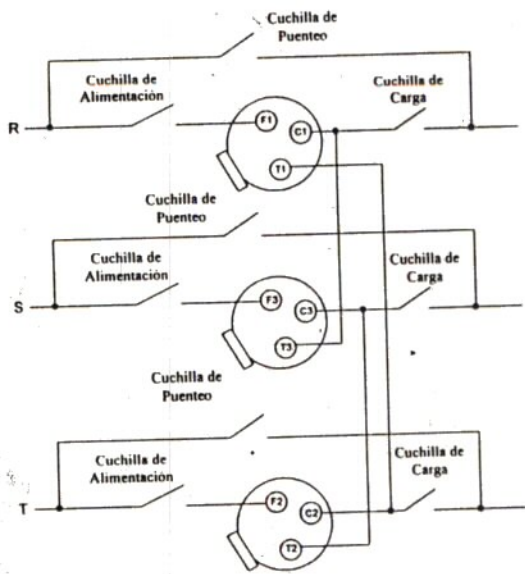 Cuchilla de
Puenteo
Cuchilla de
Alimentación
Cuchilla de
Carga
R
F1
C1
T1
Cuchilla de
Puenteo
Cuchilla de
Alimentación
Cuchilla de
Carga
S
F3
C3
T3
Cuchilla de
Puenteo
Cuchilla de
Alimentación
Cuchilla de
Carga
T
F2
C2
T2